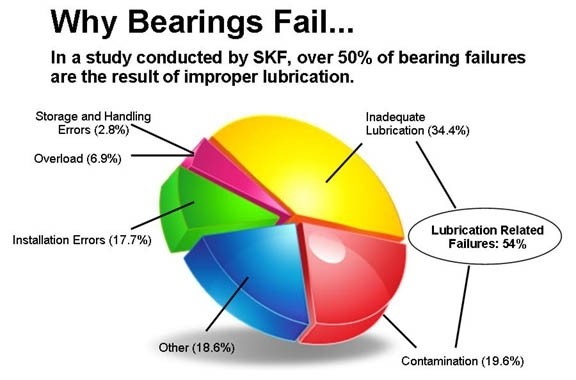 Why Bearings Fail...
In a study conducted by SKF, over 50% of bearing failures
are the result of improper lubrication.
Storage and Handling
Errors (2.8%)
Overload (6.9%)
Installation Errors (17.7%)
Other (18.6%)
Inadequate
Lubrication (34.4%)
Lubrication Related
Failures: 54%
Contamination (19.6%)